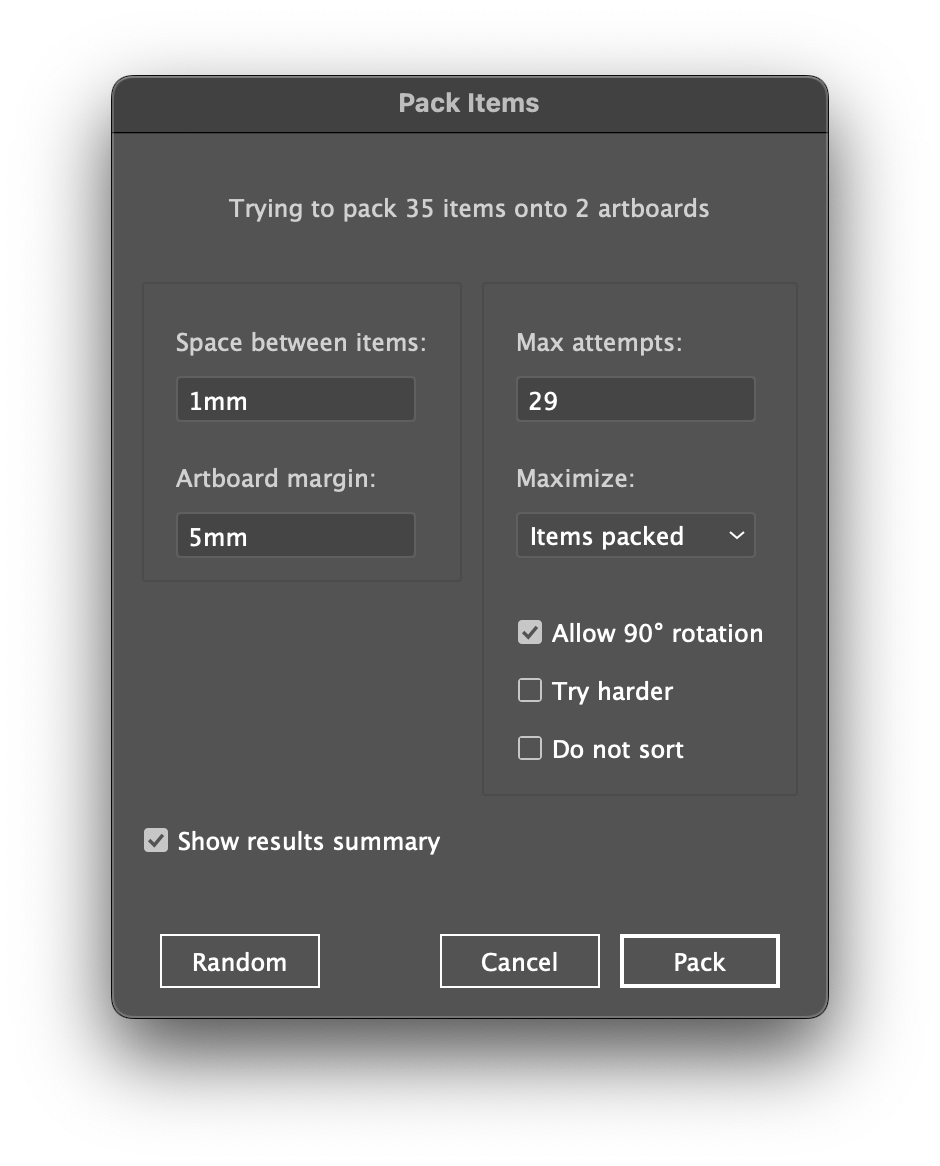 Pack Items
Trying to pack 35 items onto 2 artboards
Space between items:
1mm
Artboard margin:
5mm
Max attempts:
29
Maximize:
Items packed
Allow 90° rotation
Try harder
Do not sort
Show results summary
Random
Cancel
Pack